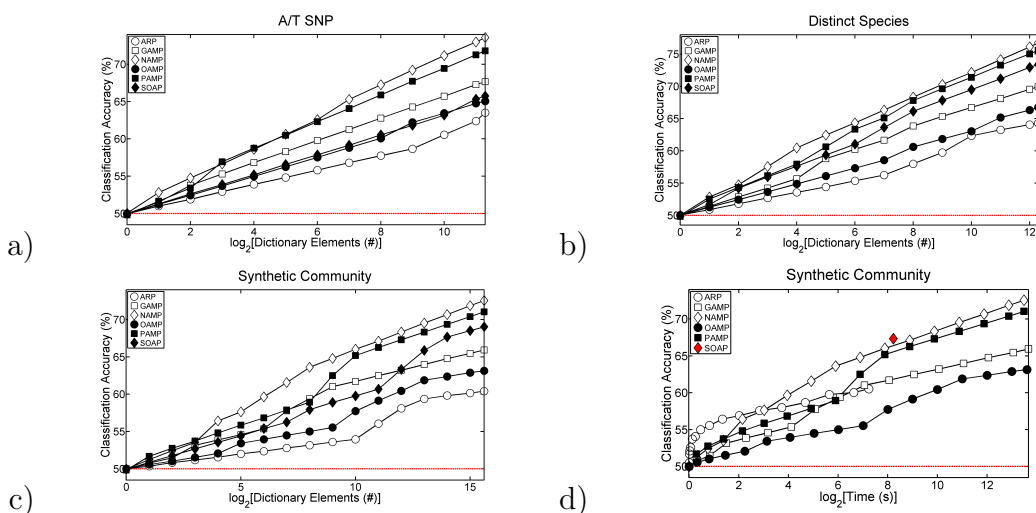 A/T SNP
Classification Accuracy (%)
70
65
60
55
50
ARP
GAMP
NAMP
OAMP
PAMP
SOAP
0 2 4 6 8 10
log2[Dictionary Elements (#)]
a)
Distinct Species
Classification Accuracy (%)
75
70
65
60
55
50
ARP
GAMP
NAMP
OAMP
PAMP
SOAP
0 2 4 6 8 10 12
log2[Dictionary Elements (#)]
b)
Synthetic Community
Classification Accuracy (%)
70
65
60
55
50
ARP
GAMP
NAMP
OAMP
PAMP
SOAP
0 5 10 15
log2[Dictionary Elements (#)]
c)
Synthetic Community
Classification Accuracy (%)
70
65
60
55
50
ARP
GAMP
NAMP
OAMP
PAMP
SOAP
0 2 4 6 8 10 12
log2[Time (s)]
d)